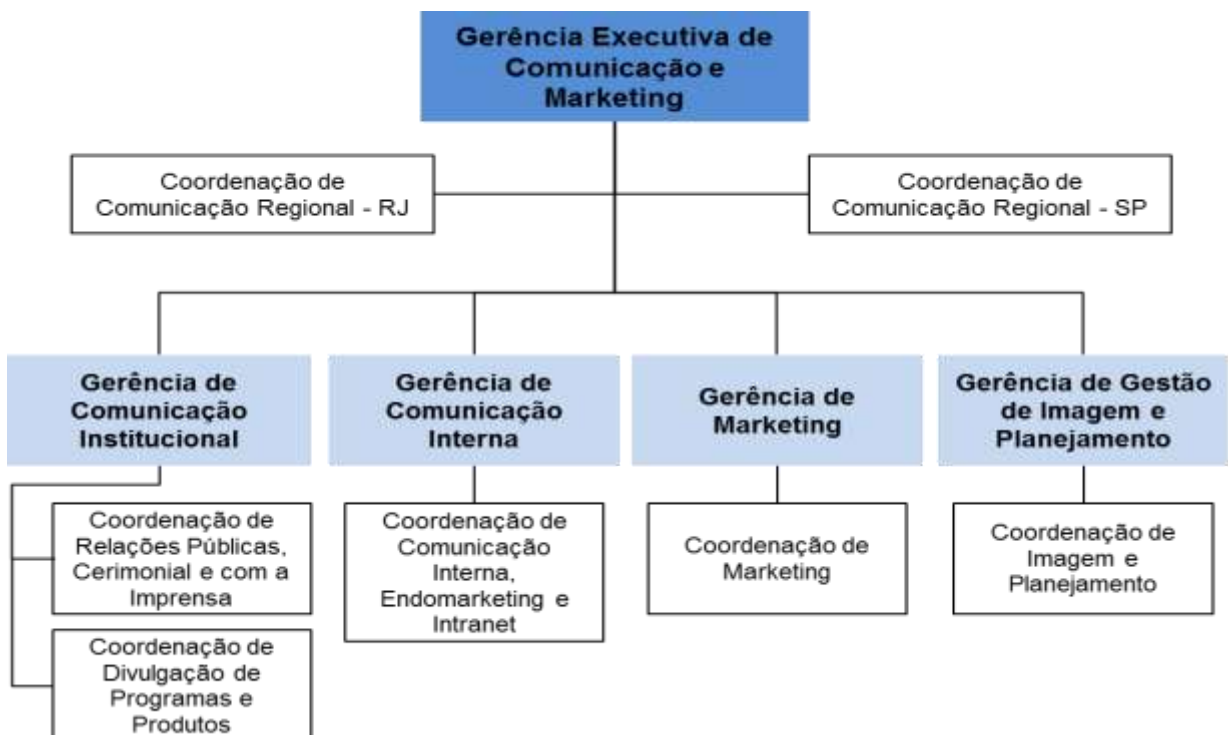 Gerência Executiva de
Comunicação e
Marketing
Coordenação de
Comunicação Regional - RJ
Coordenação de
Comunicação Regional - SP
Gerência de
Comunicação
Institucional
Gerência de
Comunicação
Interna
Gerência de
Marketing
Gerência de Gestão
de Imagem e
Planejamento
Coordenação de
Relações Públicas,
Cerimonial e com a
Imprensa
Coordenação de
Comunicação
Interna,
Endomarketing e
Intranet
Coordenação de
Marketing
Coordenação de
Imagem e
Planejamento
Coordenação de
Divulgação de
Programas e
Produtos